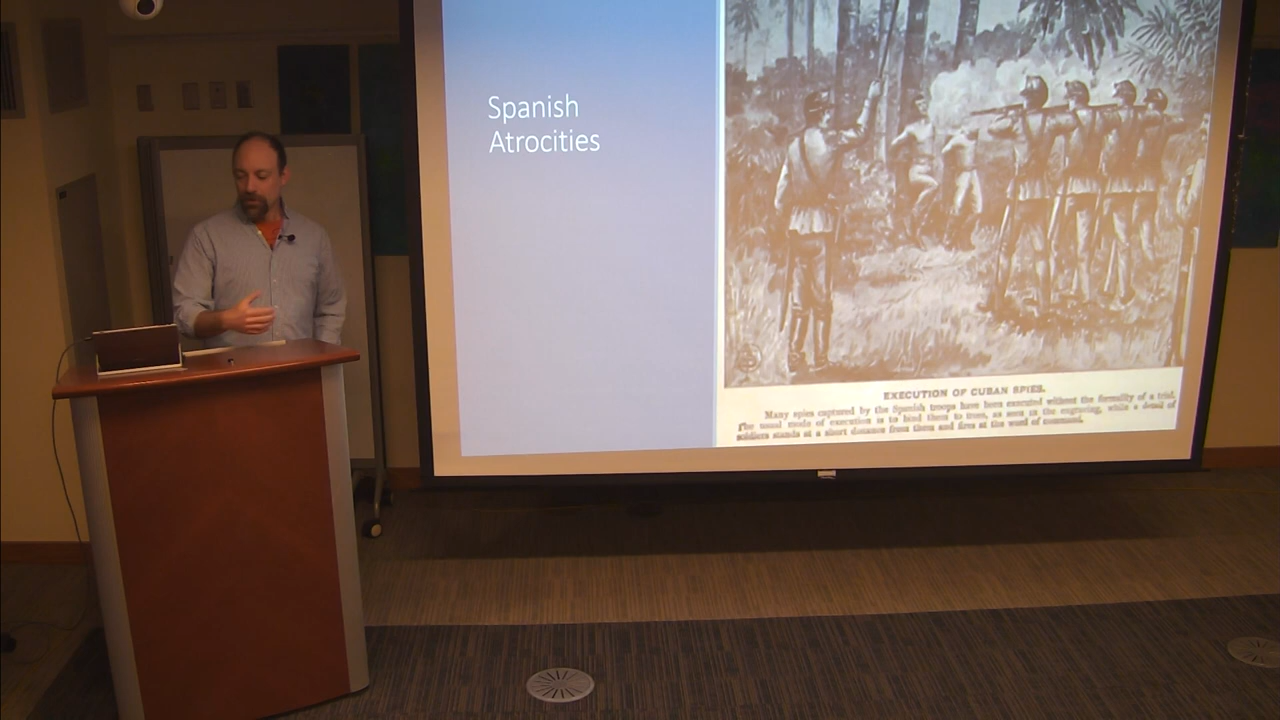 Spanish
Atrocities
EXECUTION OF CUBAN SPIES.
Many spies captured by the Spanish troops have been executed without the formality of a trial.
The usual mode of execution is to bind them to trees, as seen in the engraving, while a detail of
soldiers stands at a short distance from them and fires at the word of command.